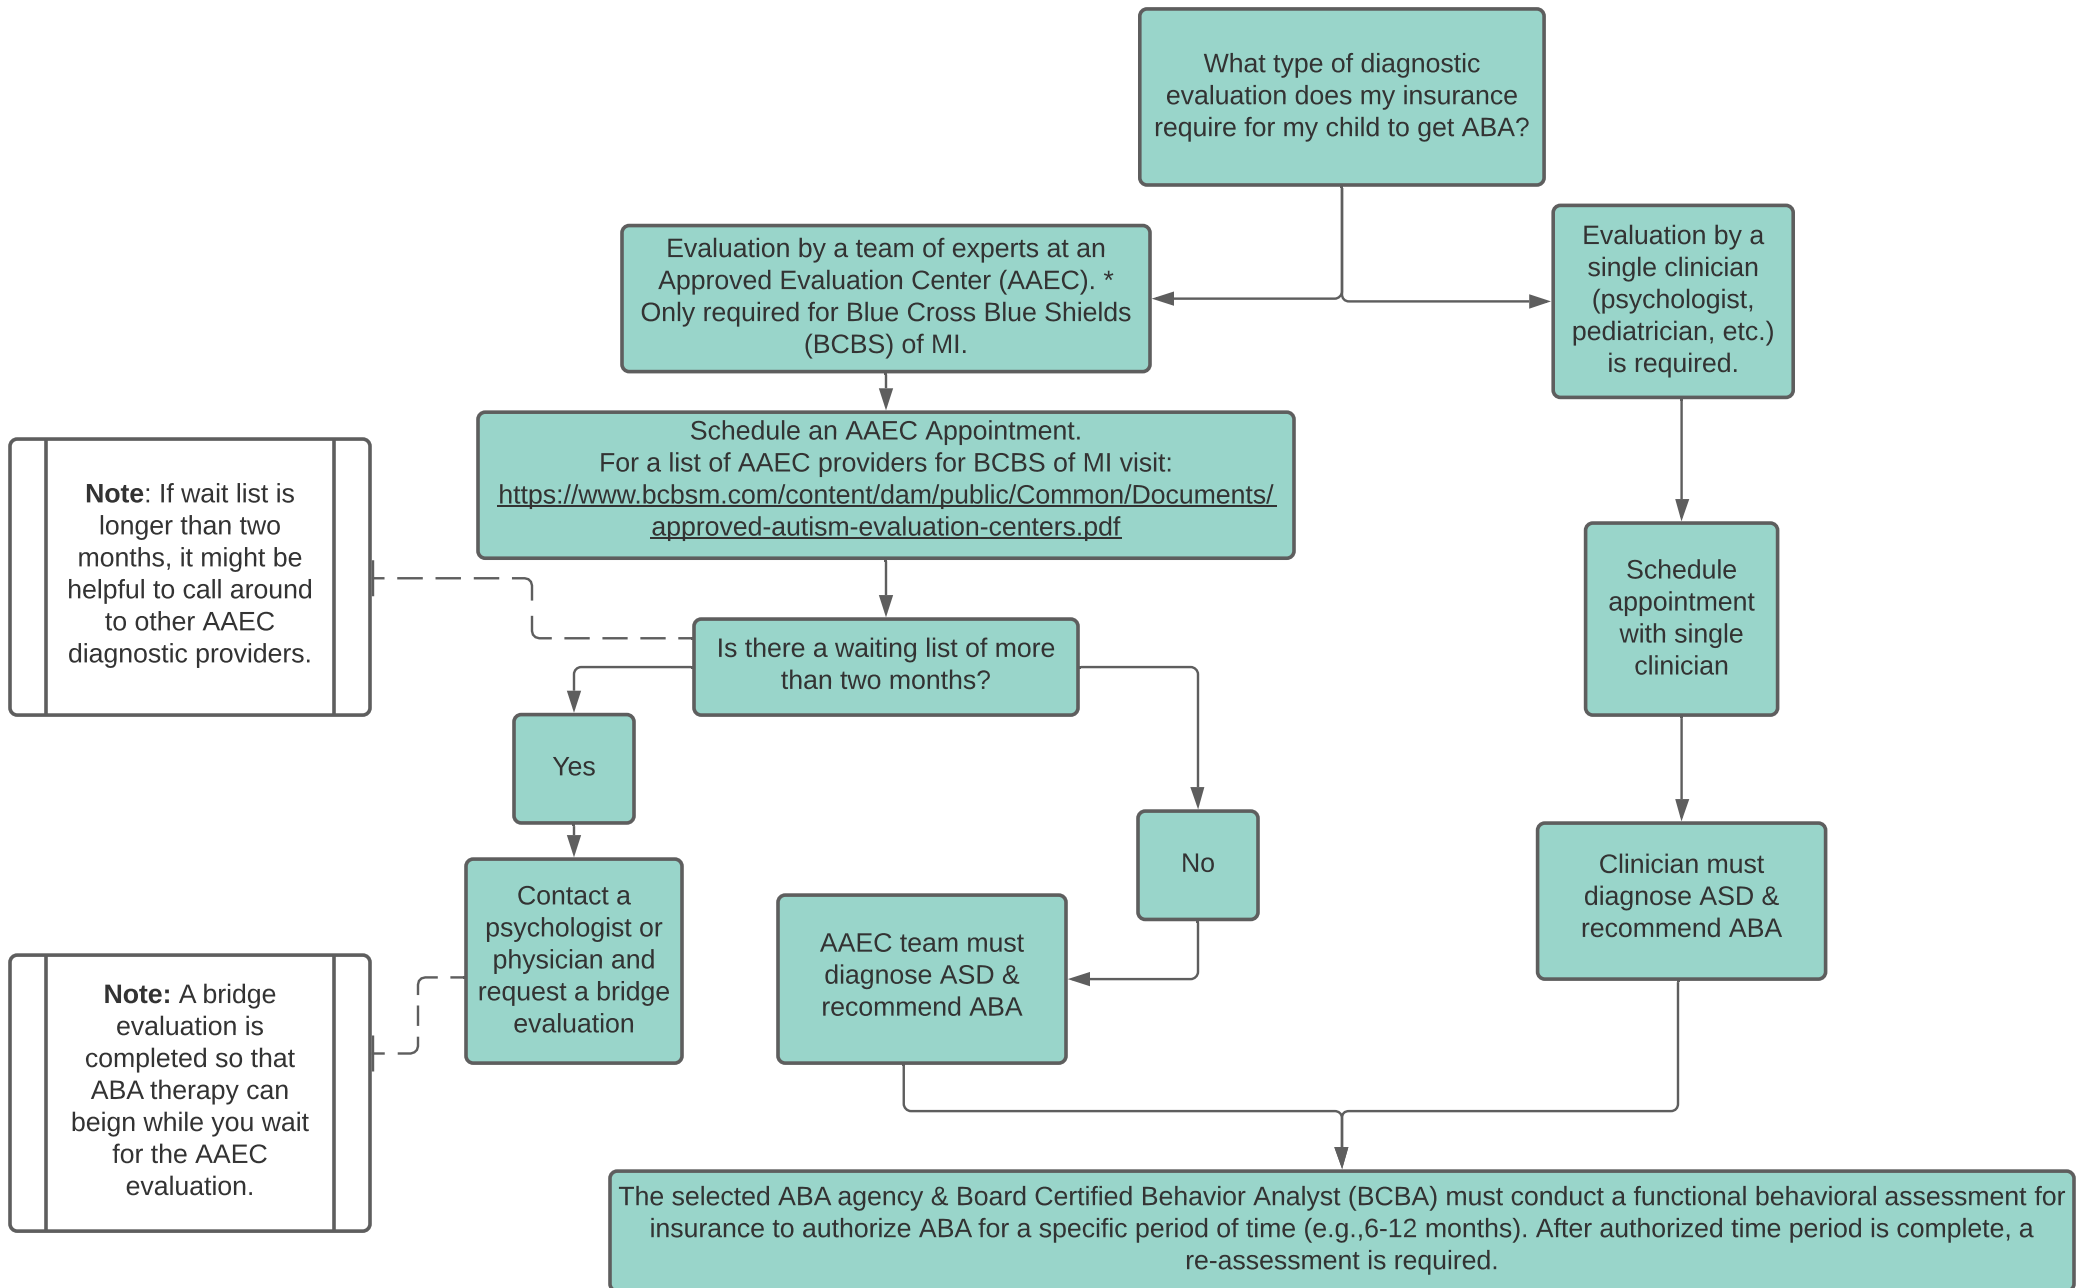 What type of diagnostic
evaluation does my insurance
require for my child to get ABA?
Evaluation by a team of experts at an
Approved Evaluation Center (AAEC). *
Only required for Blue Cross Blue Shields
(BCBS) of MI.
Evaluation by a
single clinician
(psychologist,
pediatrician, etc.)
is required.
Schedule an AAEC Appointment.
For a list of AAEC providers for BCBS of MI visit:
https://www.bcbsm.com/content/dam/public/Common/Documents/
approved-autism-evaluation-centers.pdf
Note: If wait list is
longer than two
months, it might be
helpful to call around
to other AAEC
diagnostic providers.
Schedule
appointment
with single
clinician
Is there a waiting list of more
than two months?
Yes
No
Contact a
psychologist or
physician and
request a bridge
evaluation
AAEC team must
diagnose ASD &
recommend ABA
Clinician must
diagnose ASD &
recommend ABA
Note: A bridge
evaluation is
completed so that
ABA therapy can
beign while you wait
for the AAEC
evaluation.
The selected ABA agency & Board Certified Behavior Analyst (BCBA) must conduct a functional behavioral assessment for
insurance to authorize ABA for a specific period of time (e.g.,6-12 months). After authorized time period is complete, a
re-assessment is required.